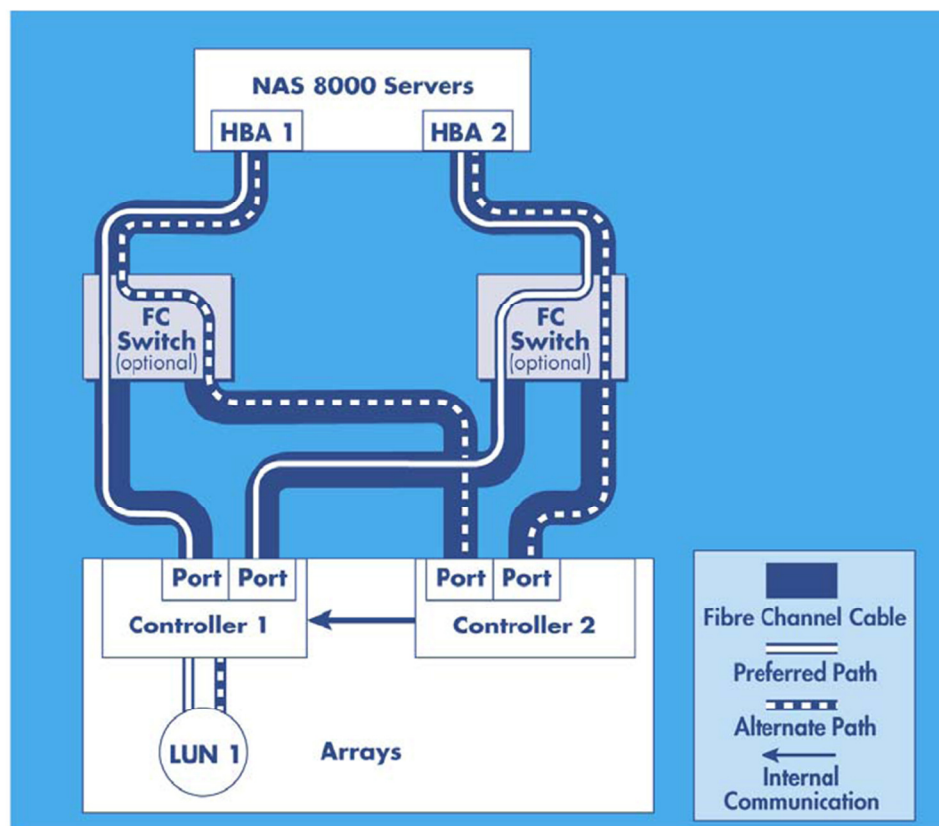 NAS 8000 Servers
HBA 1
HBA 2
FC
Switch
(optional)
FC
Switch
(optional)
Port
Port
Port
Port
Controller 1
Controller 2
LUN 1
Arrays
Fibre Channel Cable
Preferred Path
Alternate Path
Internal
Communication